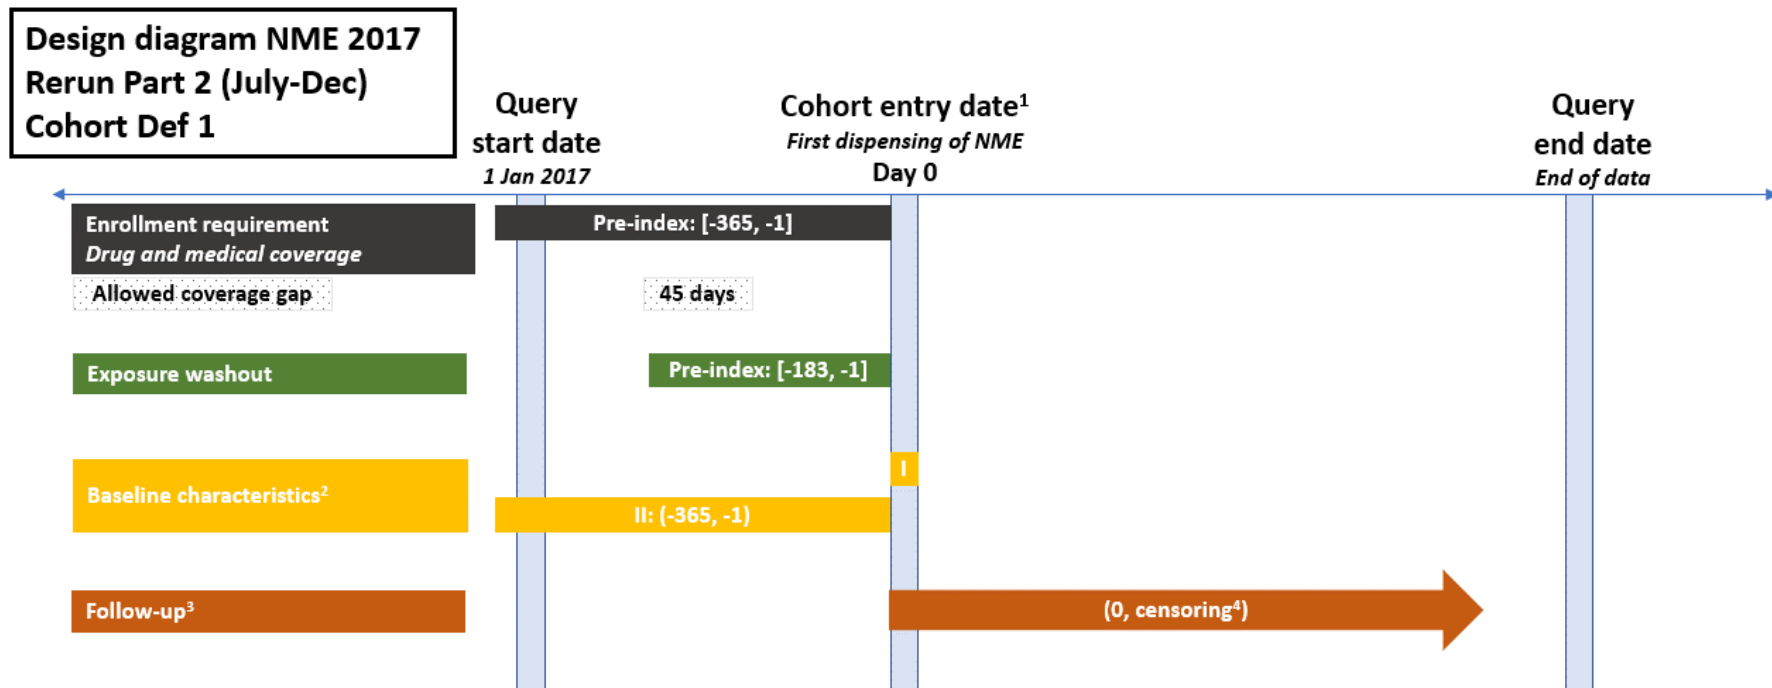 Design diagram NME 2017
Rerun Part 2 (July-Dec)
Cohort Def 1
Query
start date
1 Jan 2017
Cohort entry date¹
First dispensing of NME
Day 0
Query
end date
End of data
Enrollment requirement
Drug and medical coverage
Pre-index: [-365, -1]
Allowed coverage gap
45 days
Exposure washout
Pre-index: [-183, -1]
Baseline characteristics²
I
II: (-365, -1)
Follow-up³
(0, censoring⁴)